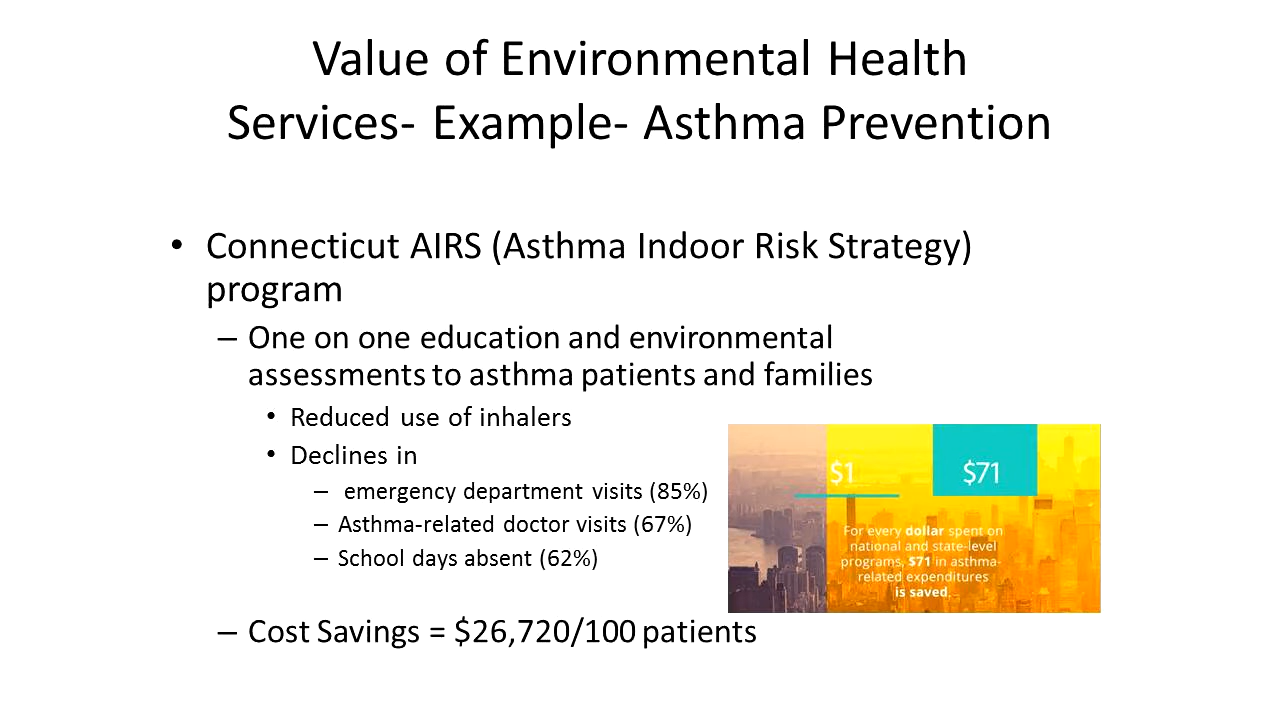 Value of Environmental Health
Services- Example- Asthma Prevention
• Connecticut AIRS (Asthma Indoor Risk Strategy)
program
– One on one education and environmental
assessments to asthma patients and families
• Reduced use of inhalers
• Declines in
– emergency department visits (85%)
– Asthma-related doctor visits (67%)
– School days absent (62%)
$1
$71
For every dollar spent on
national and state-level
programs, $71 in asthma-
related expenditures
is saved.
– Cost Savings = $26,720/100 patients